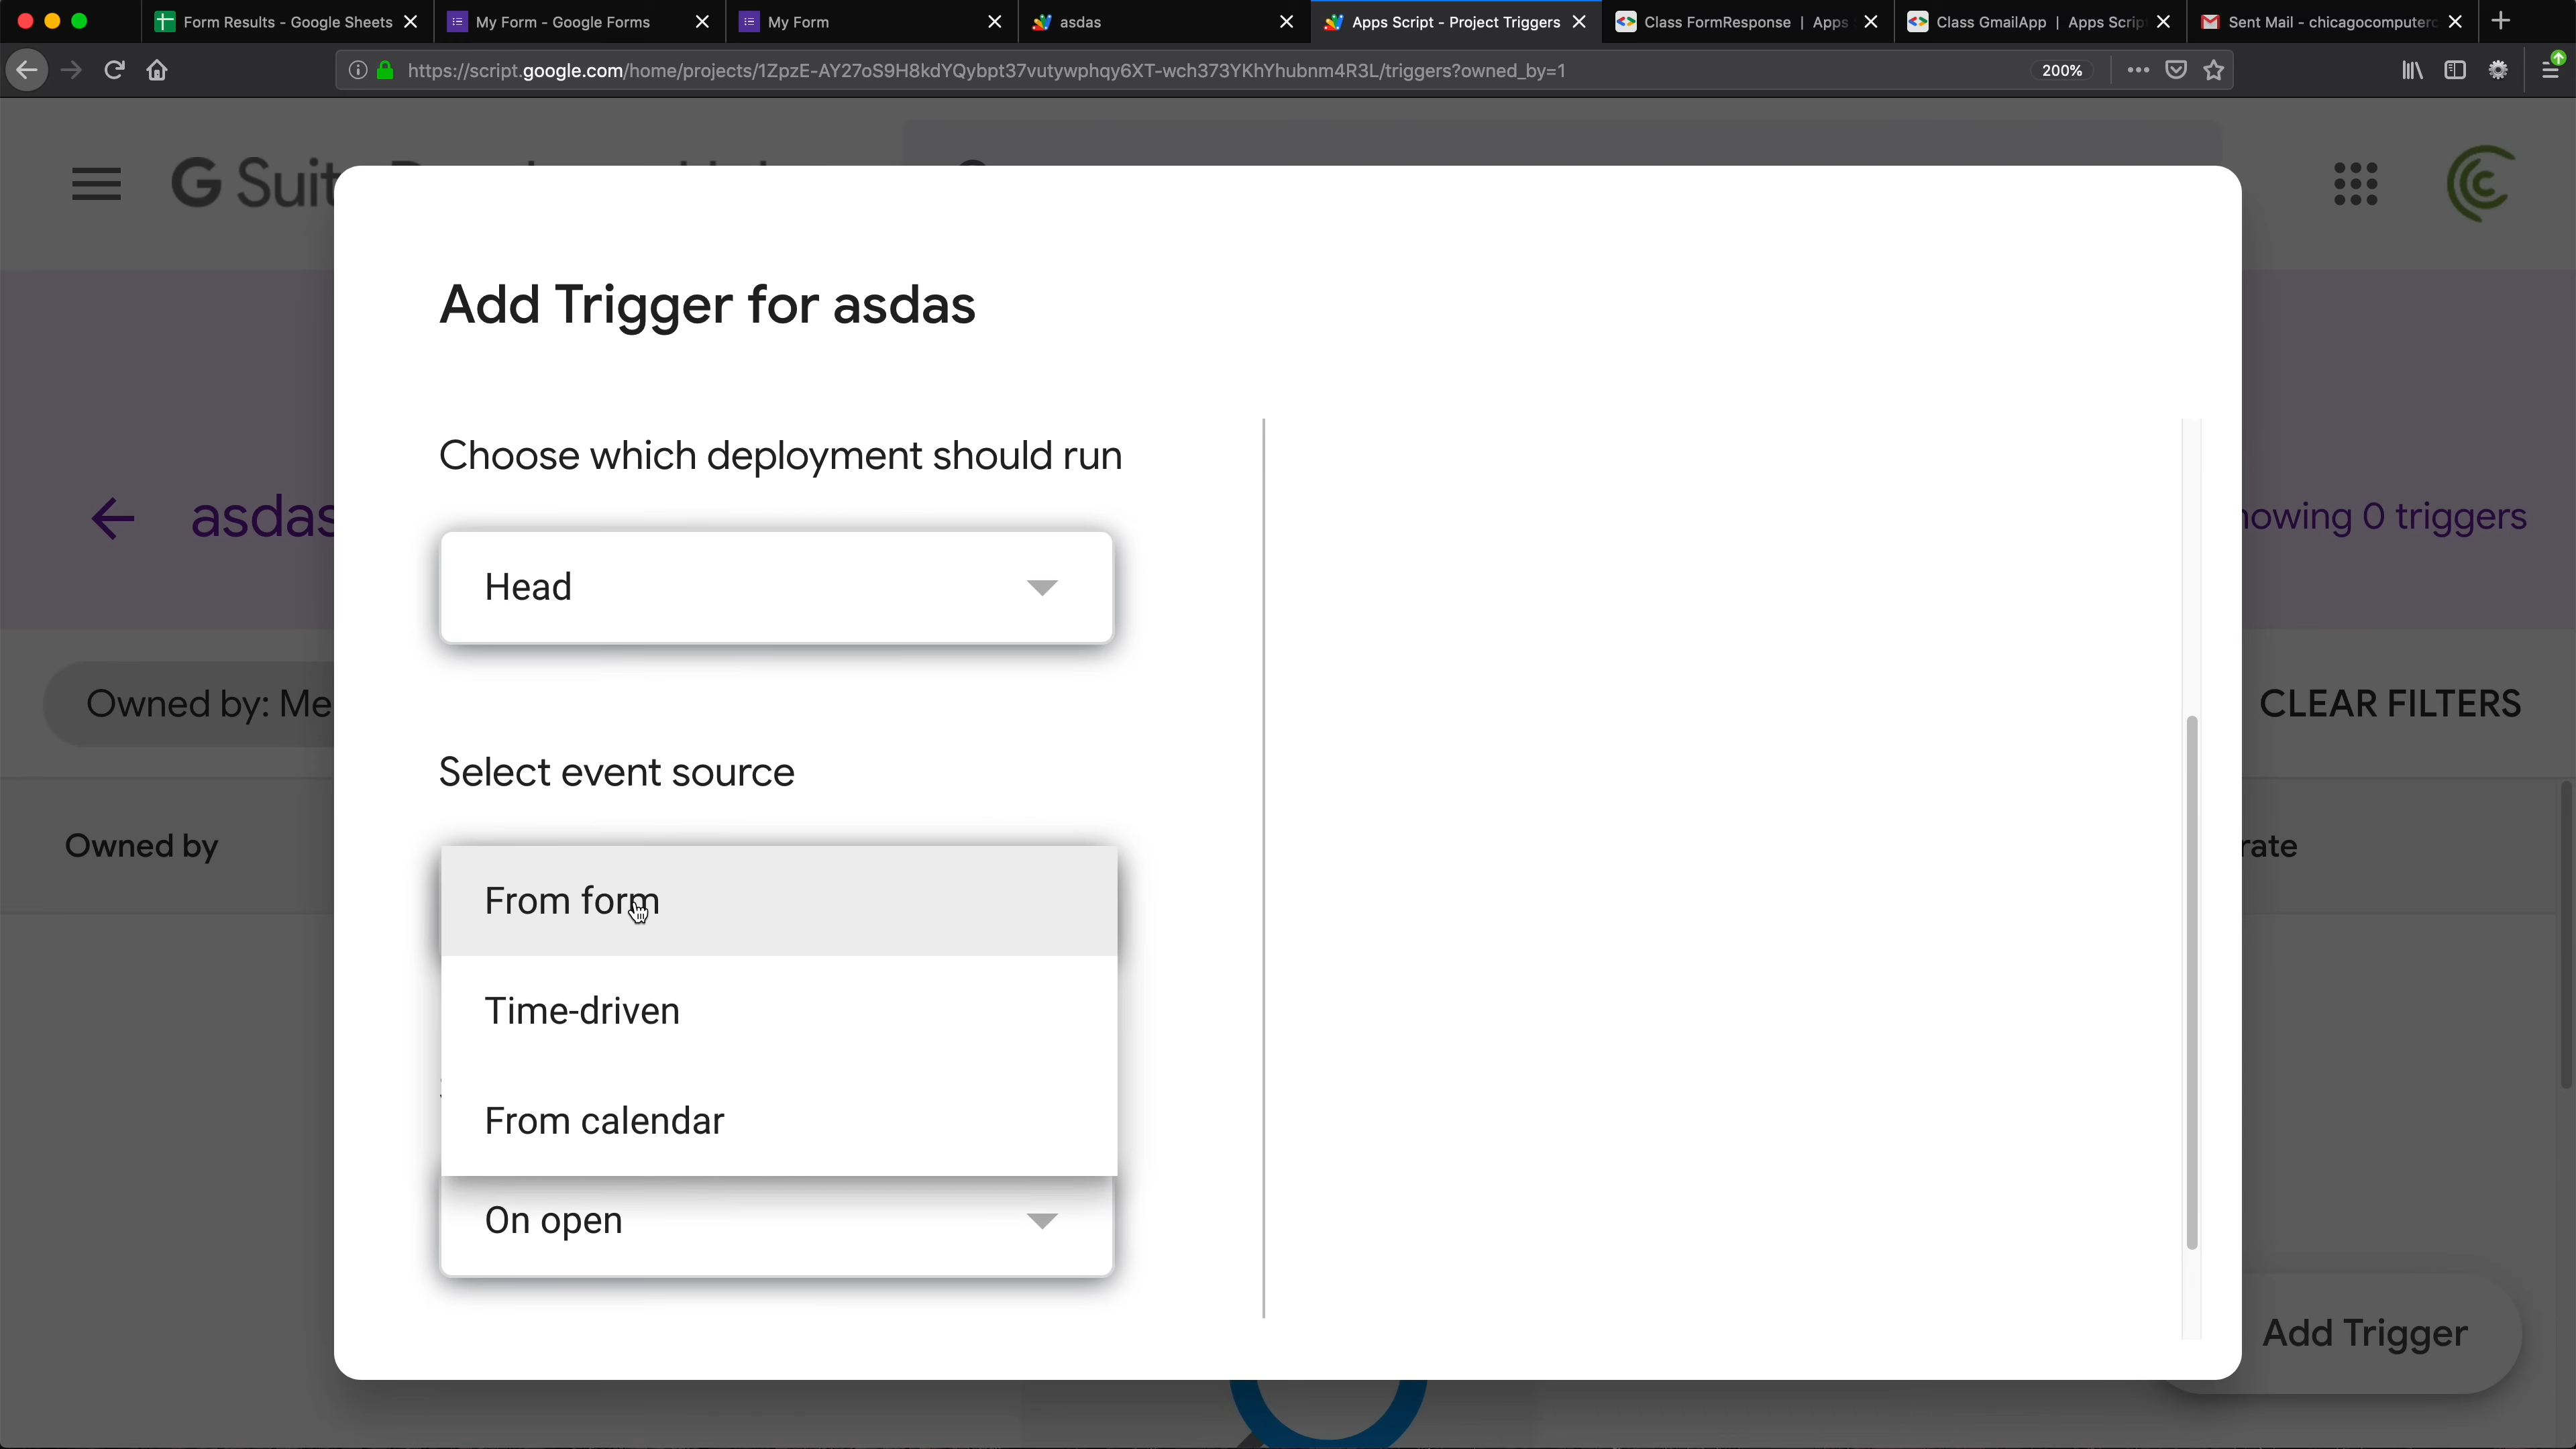 Form Results - Google Sheets
My Form - Google Forms
My Form
asdas
Apps Script - Project Triggers
Class FormResponse | Apps
Class GmailApp | Apps Scrip
Sent Mail - chicagocomputerc
https://script.google.com/home/projects/1ZpzE-AY27oS9H8kdYQybpt37vutywphqy6XT-wch373YKhYhubnm4R3L/triggers?owned_by=1
200%
G Suit
Add Trigger for asdas
Choose which deployment should run
asdas
howing 0 triggers
Head
Owned by: Me
CLEAR FILTERS
Select event source
Owned by
rate
From form
Time-driven
From calendar
On open
Add Trigger